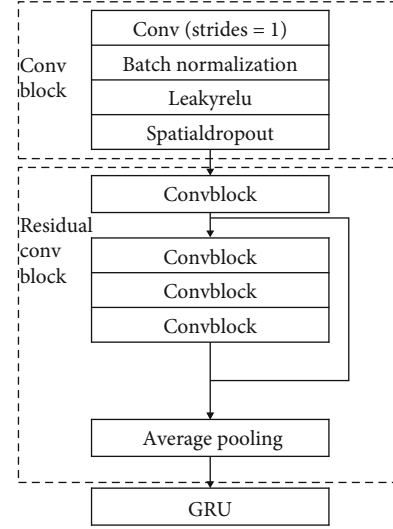 Conv block
Conv (strides = 1)
Batch normalization
Leakyrelu
Spatialdropout
Residual conv block
Convblock
Convblock
Convblock
Convblock
Average pooling
GRU